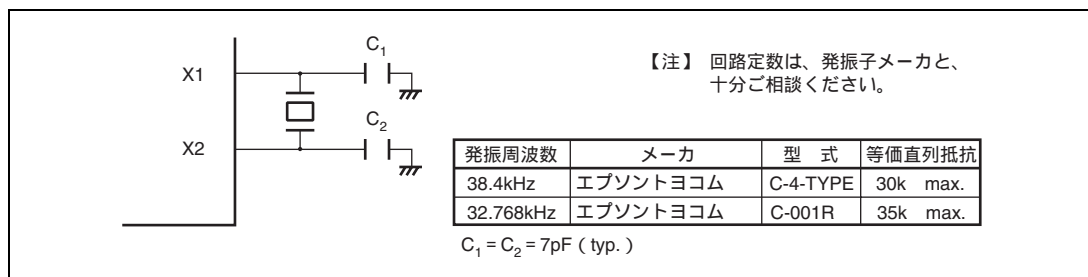 C1
X1
C2
X2
【注】 回路定数は、発振子メーカと、
十分ご相談ください。
発振周波数 メーカ 型 式 等価直列抵抗
38.4kHz エプソントヨコム C-4-TYPE 30k max.
32.768kHz エプソントヨコム C-001R 35k max.
C1 = C2 = 7pF ( typ. )